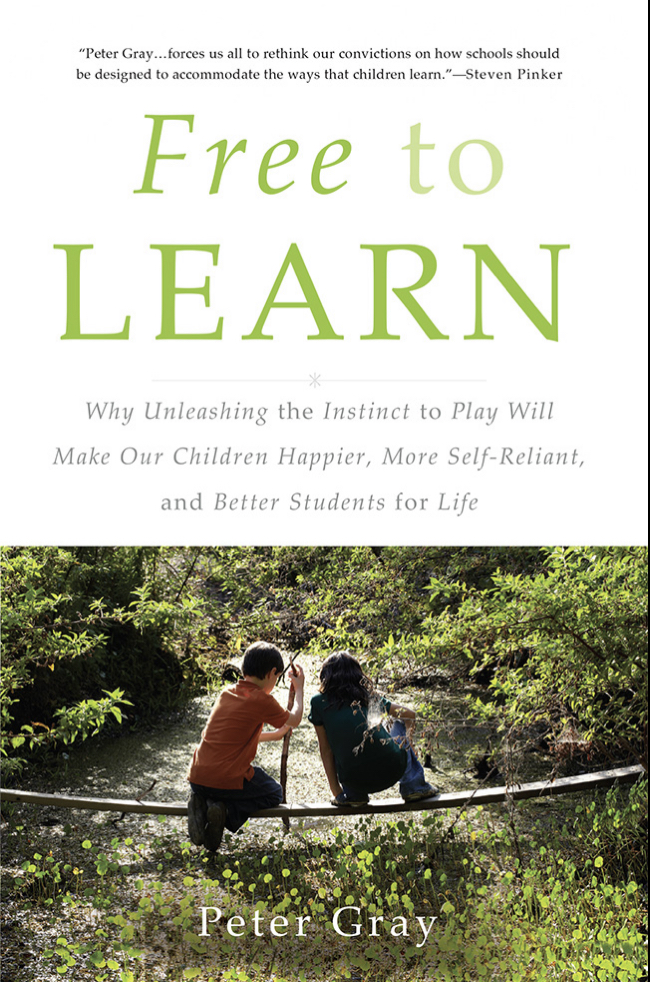 “Peter Gray…forces us all to rethink our convictions on how schools should
be designed to accommodate the ways that children learn.”—Steven Pinker
Free to
LEARN
Why Unleashing the Instinct to Play Will
Make Our Children Happier, More Self-Reliant,
and Better Students for Life
Peter Gray